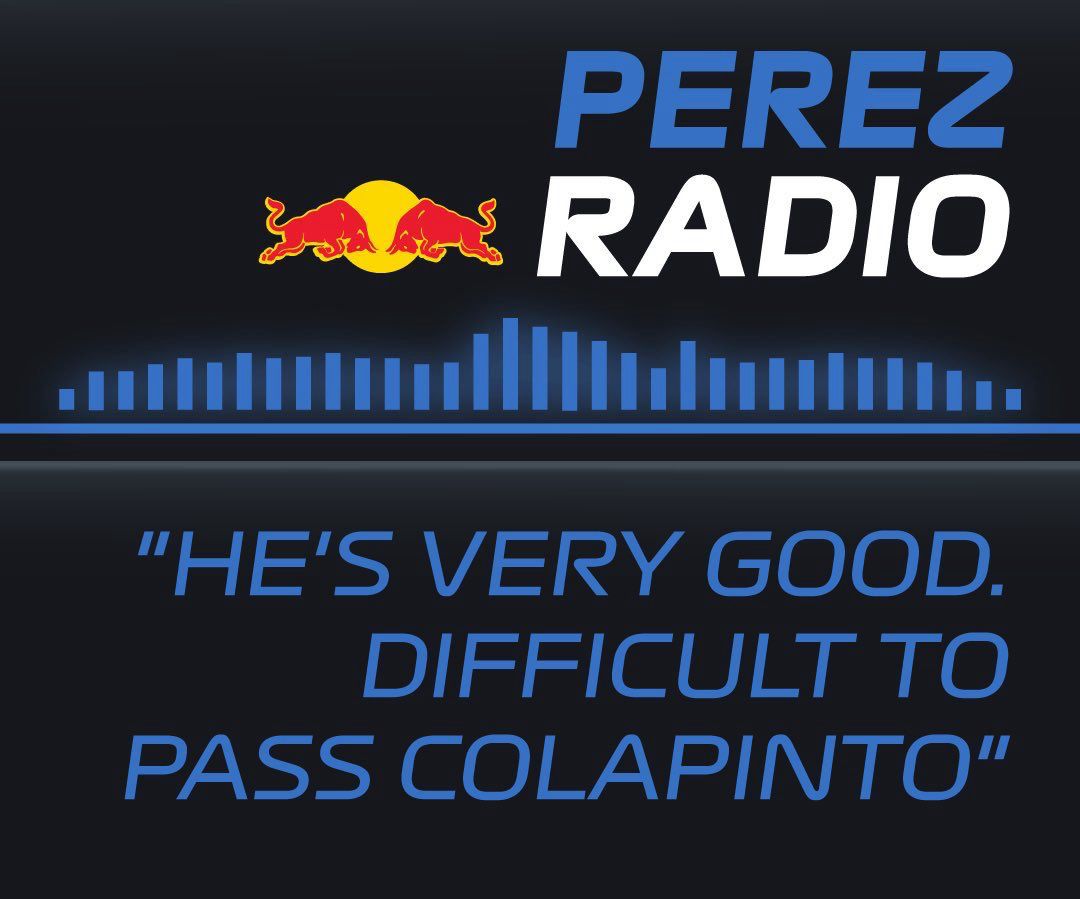 PEREZ
RADIO
"HE'S VERY GOOD.
DIFFICULT TO
PASS COLAPINTO"